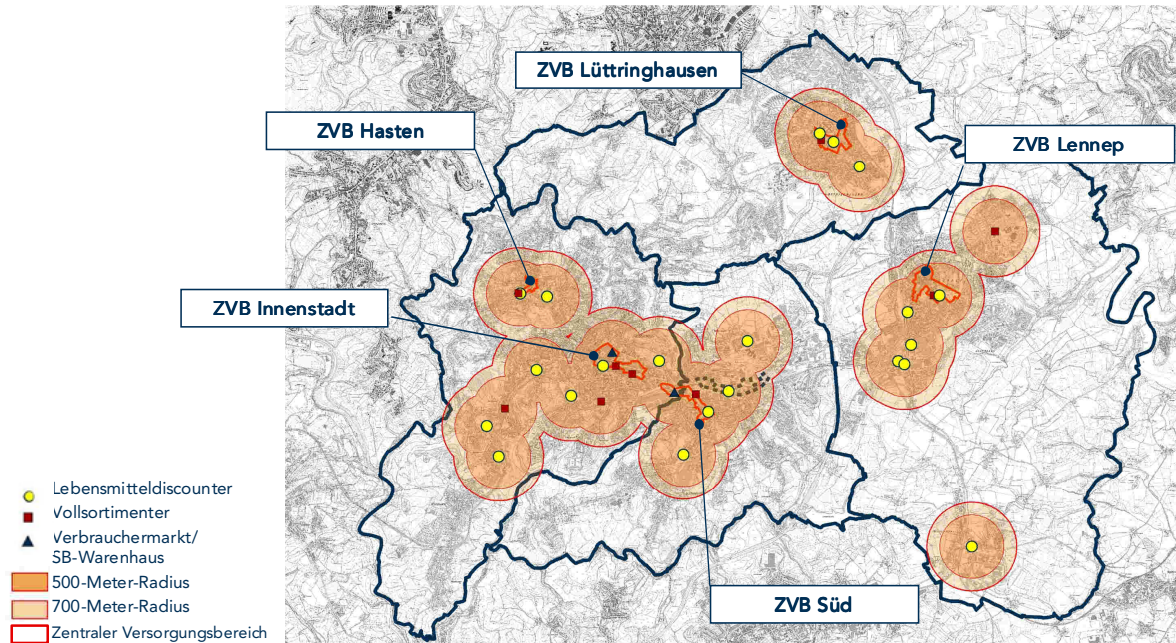 ZVB Lüttringhausen
ZVB Hasten
ZVB Lennep
ZVB Innenstadt
Lebensmitteldiscounter
Vollsortimenter
Verbrauchermarkt/
SB-Warenhaus
500-Meter-Radius
700-Meter-Radius
Zentraler Versorgungsbereich
ZVB Süd